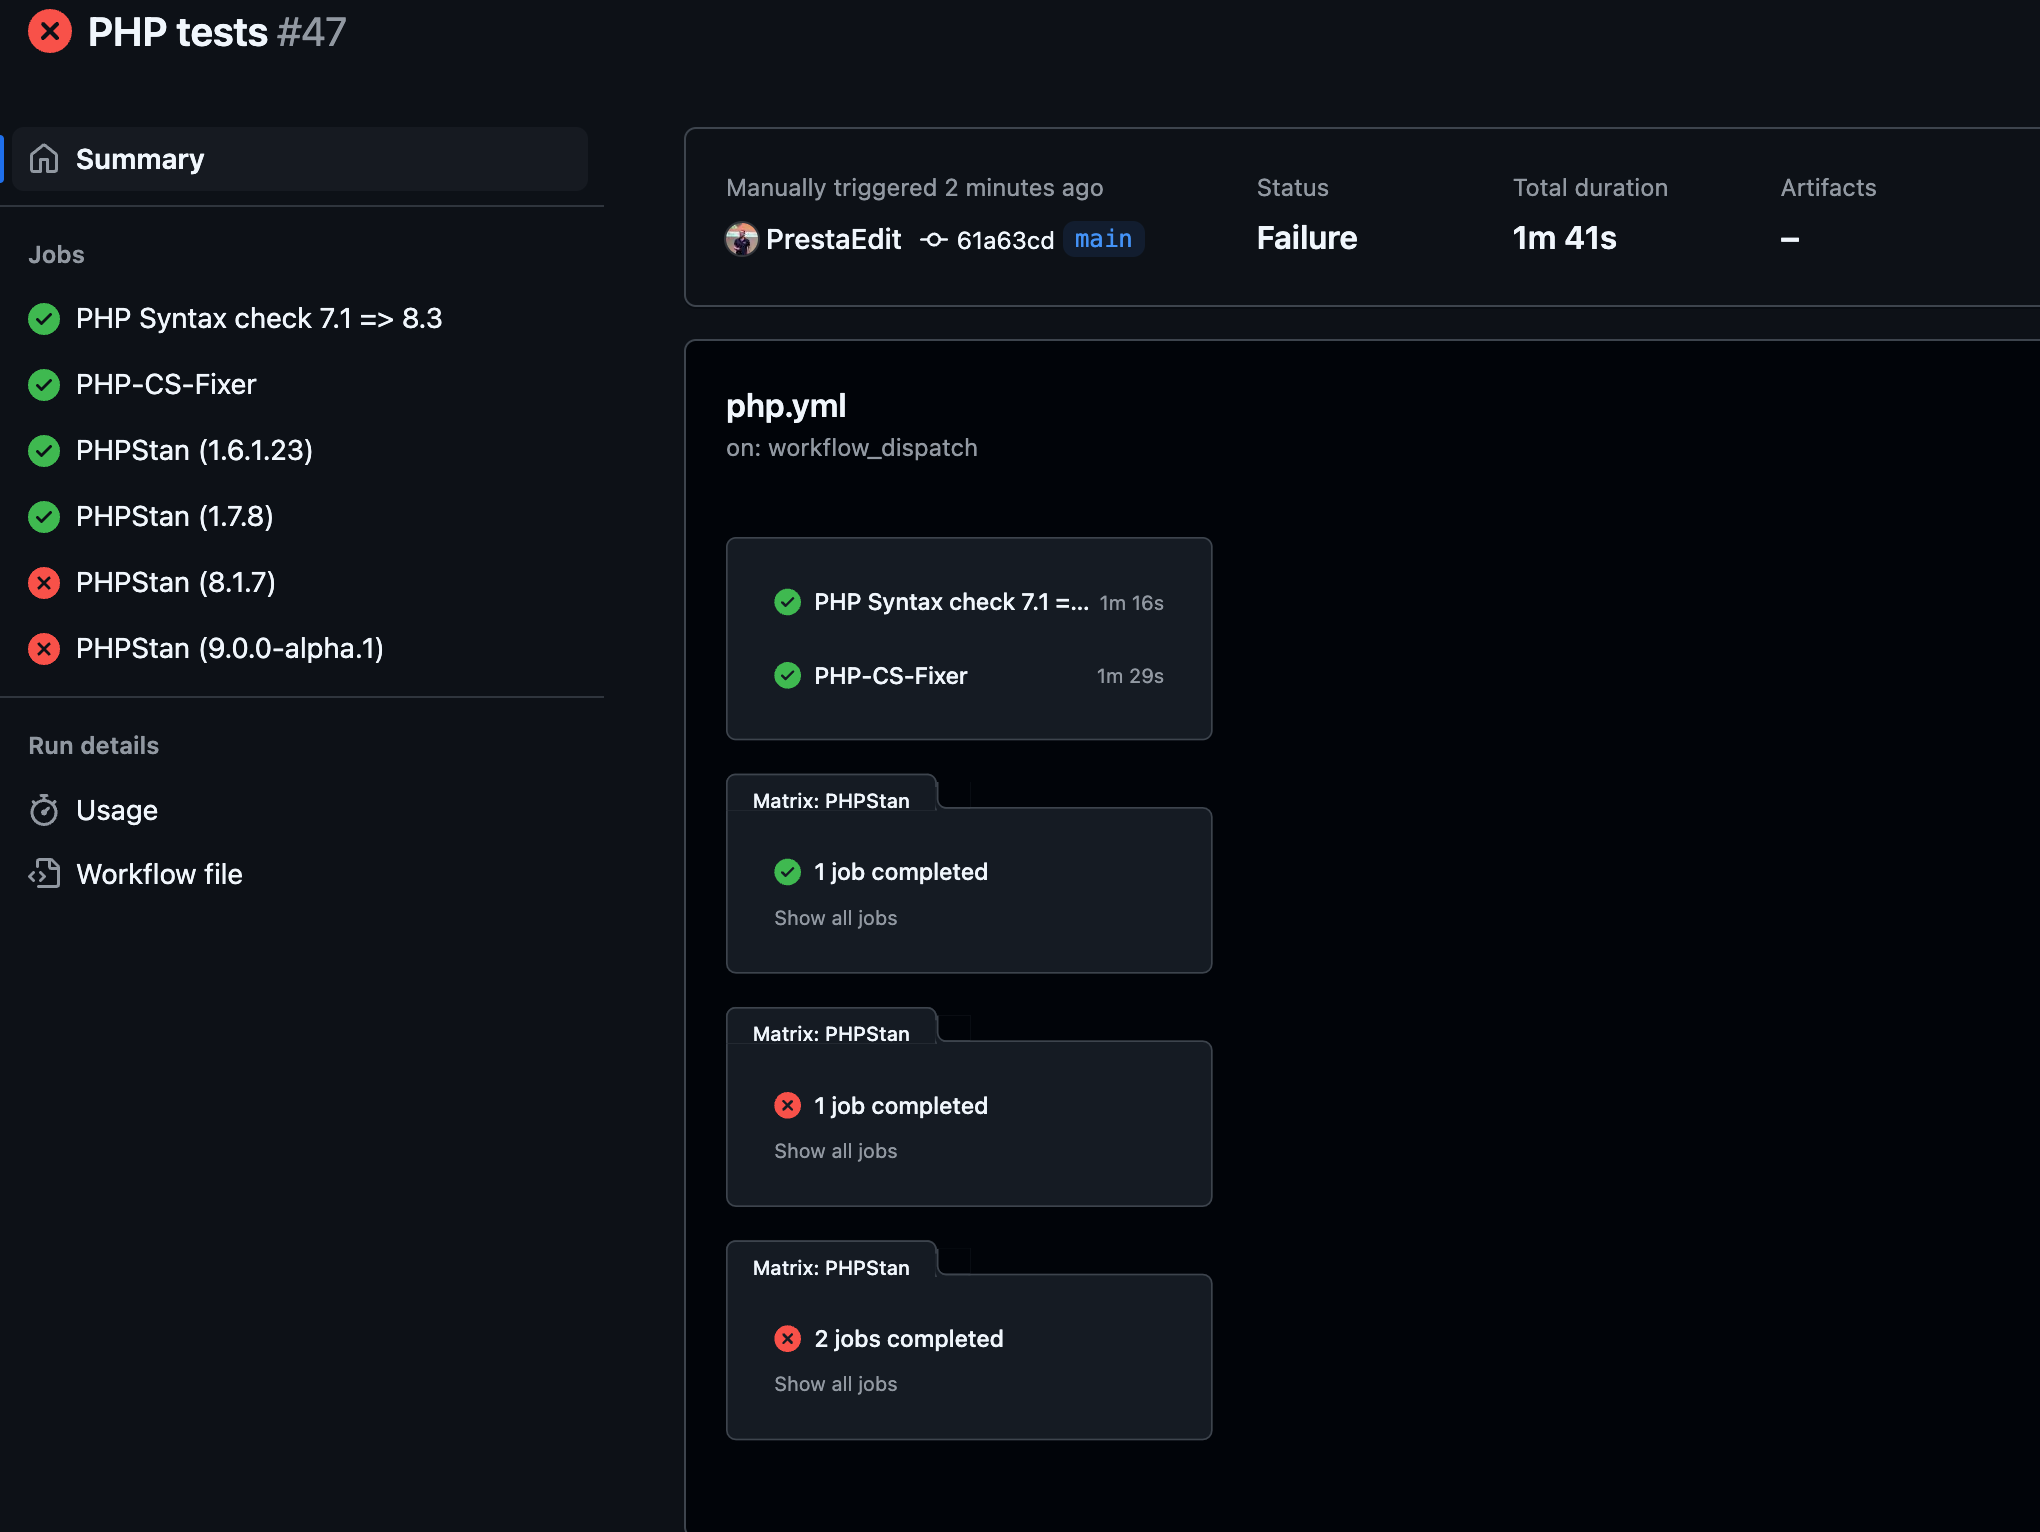 PHP tests #47
Summary
Jobs
PHP Syntax check 7.1 => 8.3
PHP-CS-Fixer
PHPStan (1.6.1.23)
PHPStan (1.7.8)
PHPStan (8.1.7)
PHPStan (9.0.0-alpha.1)
Run details
Usage
Workflow file
Manually triggered 2 minutes ago
PrestaEdit 61a63cd main
Status
Failure
Total duration
1m 41s
Artifacts
–
php.yml
on: workflow_dispatch
PHP Syntax check 7.1 =... 1m 16s
PHP-CS-Fixer 1m 29s
Matrix: PHPStan
1 job completed
Show all jobs
Matrix: PHPStan
1 job completed
Show all jobs
Matrix: PHPStan
2 jobs completed
Show all jobs